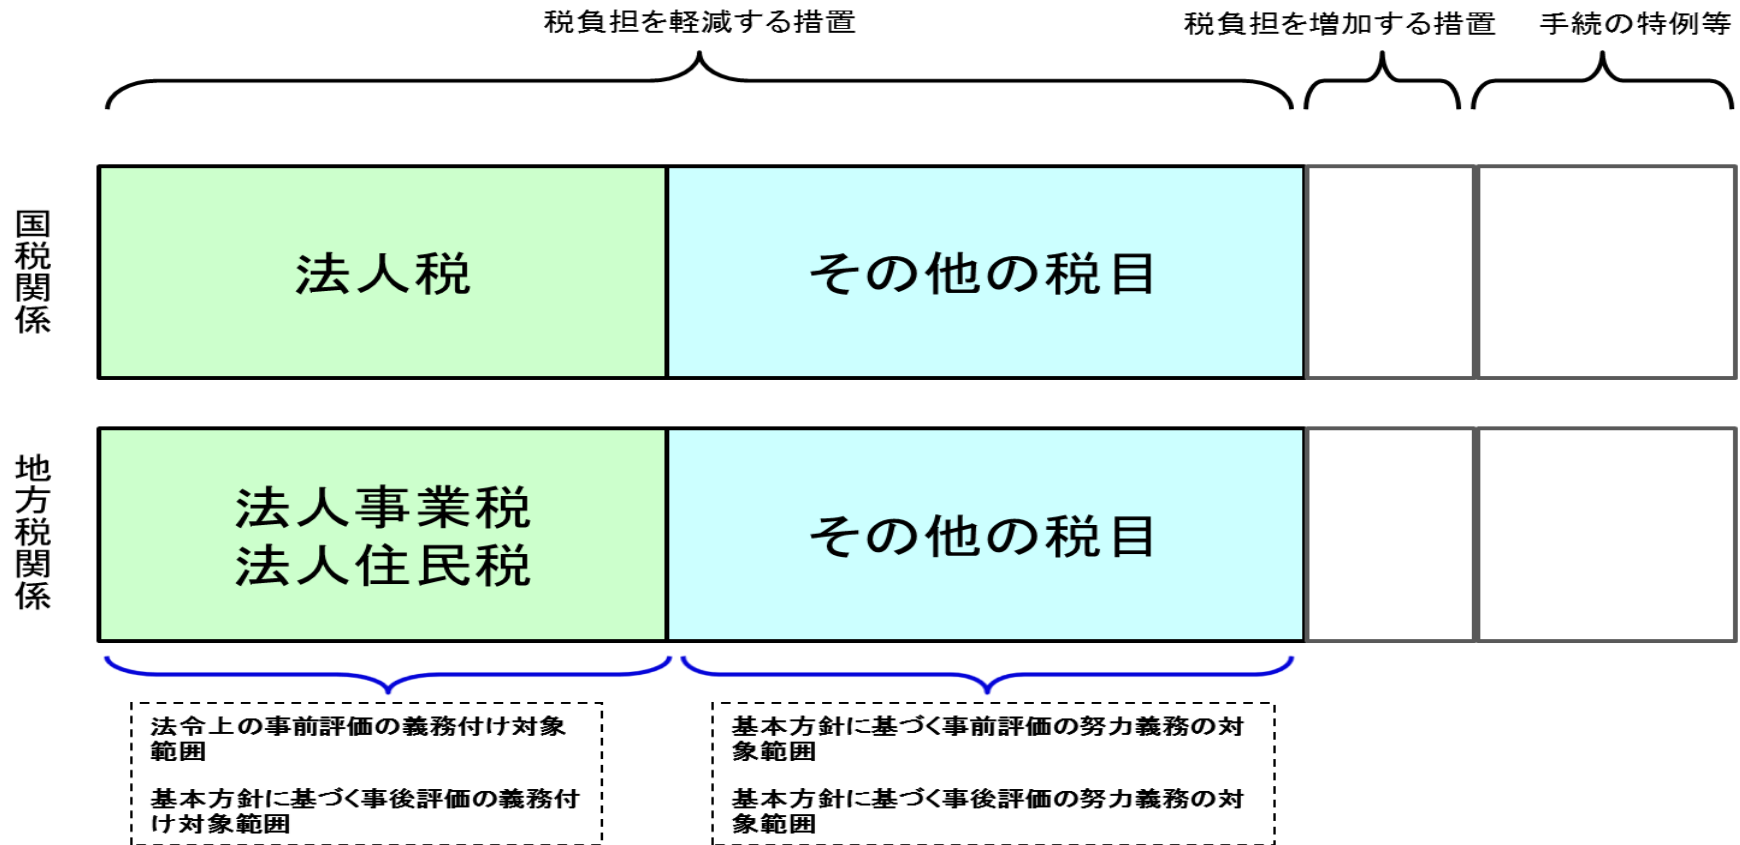 税負担を軽減する措置
税負担を増加する措置
手続の特例等
国税関係
法人税
その他の税目
地方税関係
法人事業税
法人住民税
その他の税目
法令上の事前評価の義務付け対象
範囲
基本方針に基づく事後評価の義務付
け対象範囲
基本方針に基づく事前評価の努力義務の対
象範囲
基本方針に基づく事後評価の努力義務の対
象範囲